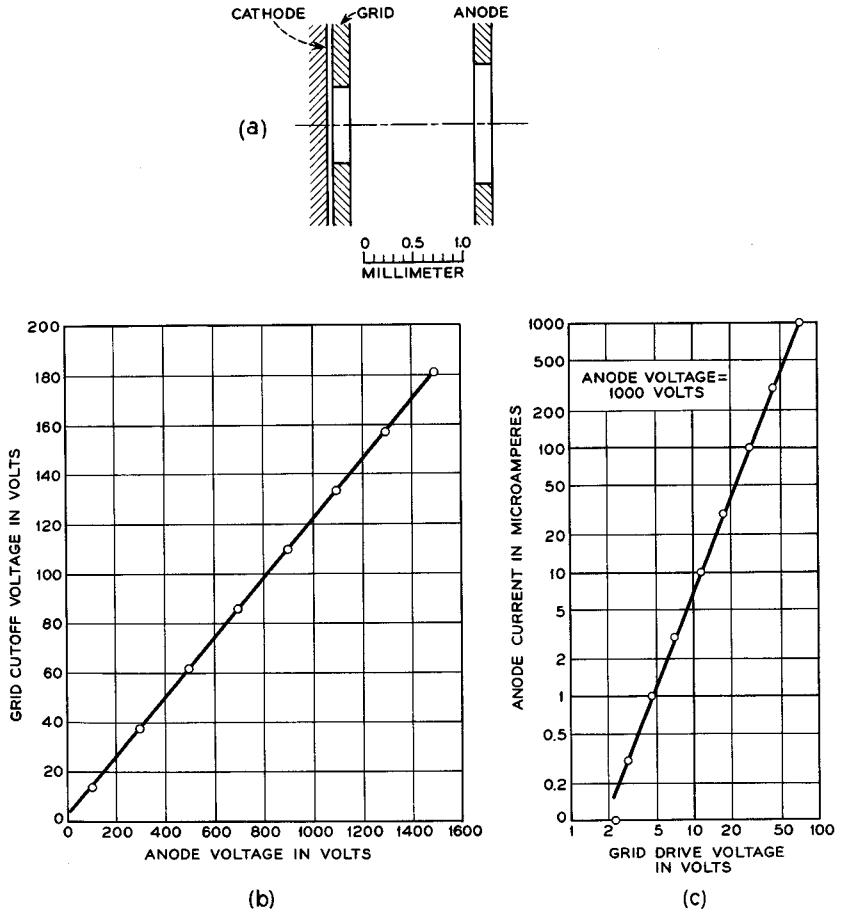 CATHODE
GRID
ANODE
(a)
0 0.5 1.0
MILLIMETER
200
180
160
140
120
100
80
60
40
20
0
GRID CUTOFF VOLTAGE IN VOLTS
0 200 400 600 800 1000 1200 1400 1600
ANODE VOLTAGE IN VOLTS
(b)
1000
500
200
100
50
20
10
5
2
1
0.5
0.2
0
ANODE CURRENT IN MICROAMPERES
ANODE VOLTAGE=
1000 VOLTS
1 2 5 10 20 50 100
GRID DRIVE VOLTAGE
IN VOLTS
(c)